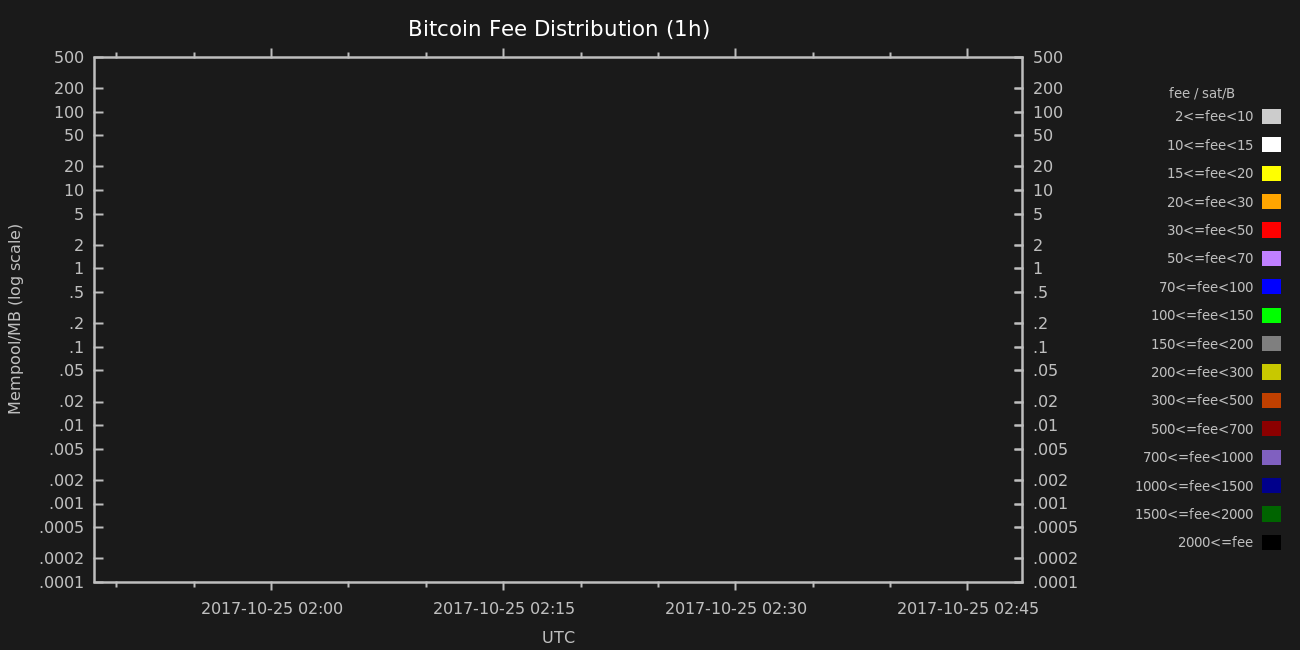 Bitcoin Fee Distribution (1h)
Mempool/MB (log scale)
500
200
100
50
20
10
5
2
1
.5
.2
.1
.05
.02
.01
.005
.002
.001
.0005
.0002
.0001
500
200
100
50
20
10
5
2
1
.5
.2
.1
.05
.02
.01
.005
.002
.001
.0005
.0002
.0001
2017-10-25 02:00
2017-10-25 02:15
2017-10-25 02:30
2017-10-25 02:45
UTC
fee / sat/B
2<=fee<10
10<=fee<15
15<=fee<20
20<=fee<30
30<=fee<50
50<=fee<70
70<=fee<100
100<=fee<150
150<=fee<200
200<=fee<300
300<=fee<500
500<=fee<700
700<=fee<1000
1000<=fee<1500
1500<=fee<2000
2000<=fee